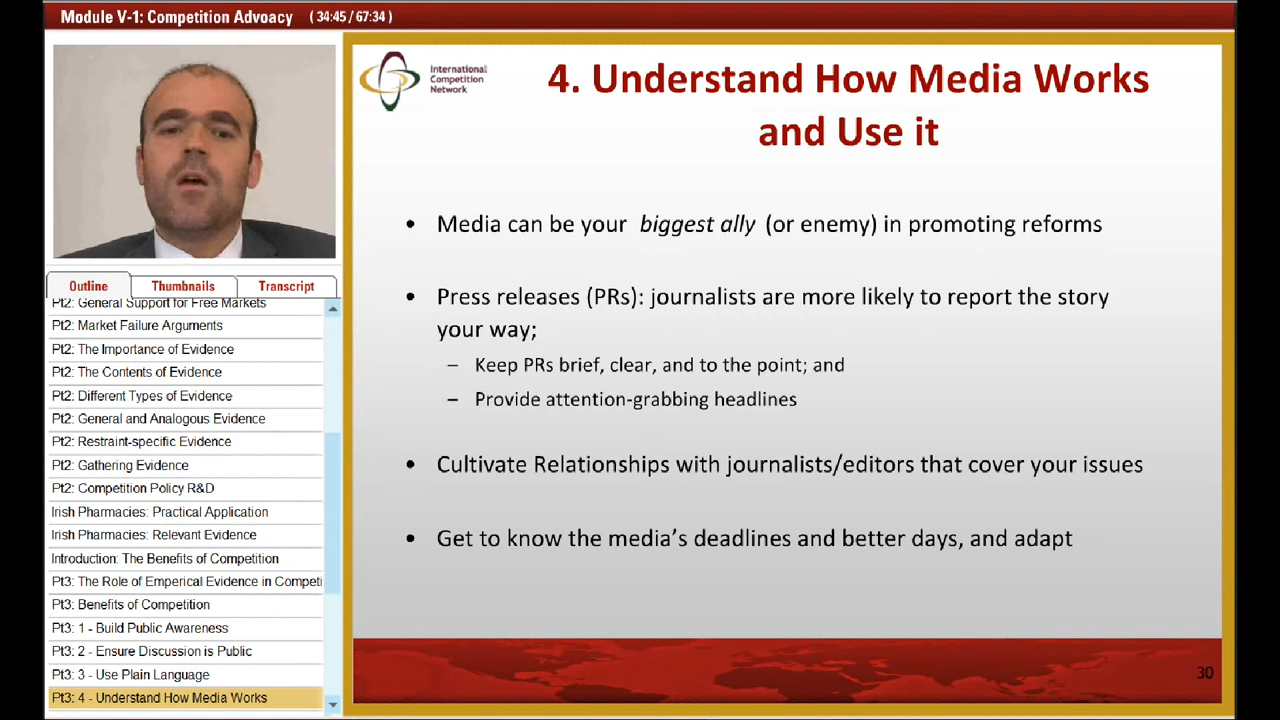 Module V-1: Competition Advocacy ( 34:45 / 67:34 )
International
Competition
Network
4. Understand How Media Works
and Use it
• Media can be your biggest ally (or enemy) in promoting reforms
• Press releases (PRs): journalists are more likely to report the story
your way;
– Keep PRs brief, clear, and to the point; and
– Provide attention-grabbing headlines
• Cultivate Relationships with journalists/editors that cover your issues
• Get to know the media's deadlines and better days, and adapt
30
Outline Thumbnails Transcript
Pt2: General Support for Free Markets
Pt2: Market Failure Arguments
Pt2: The Importance of Evidence
Pt2: The Contents of Evidence
Pt2: Different Types of Evidence
Pt2: General and Analogous Evidence
Pt2: Restraint-specific Evidence
Pt2: Gathering Evidence
Pt2: Competition Policy R&D
Irish Pharmacies: Practical Application
Irish Pharmacies: Relevant Evidence
Introduction: The Benefits of Competition
Pt3: The Role of Emperical Evidence in Competi
Pt3: Benefits of Competition
Pt3: 1 - Build Public Awareness
Pt3: 2 - Ensure Discussion is Public
Pt3: 3 - Use Plain Language
Pt3: 4 - Understand How Media Works